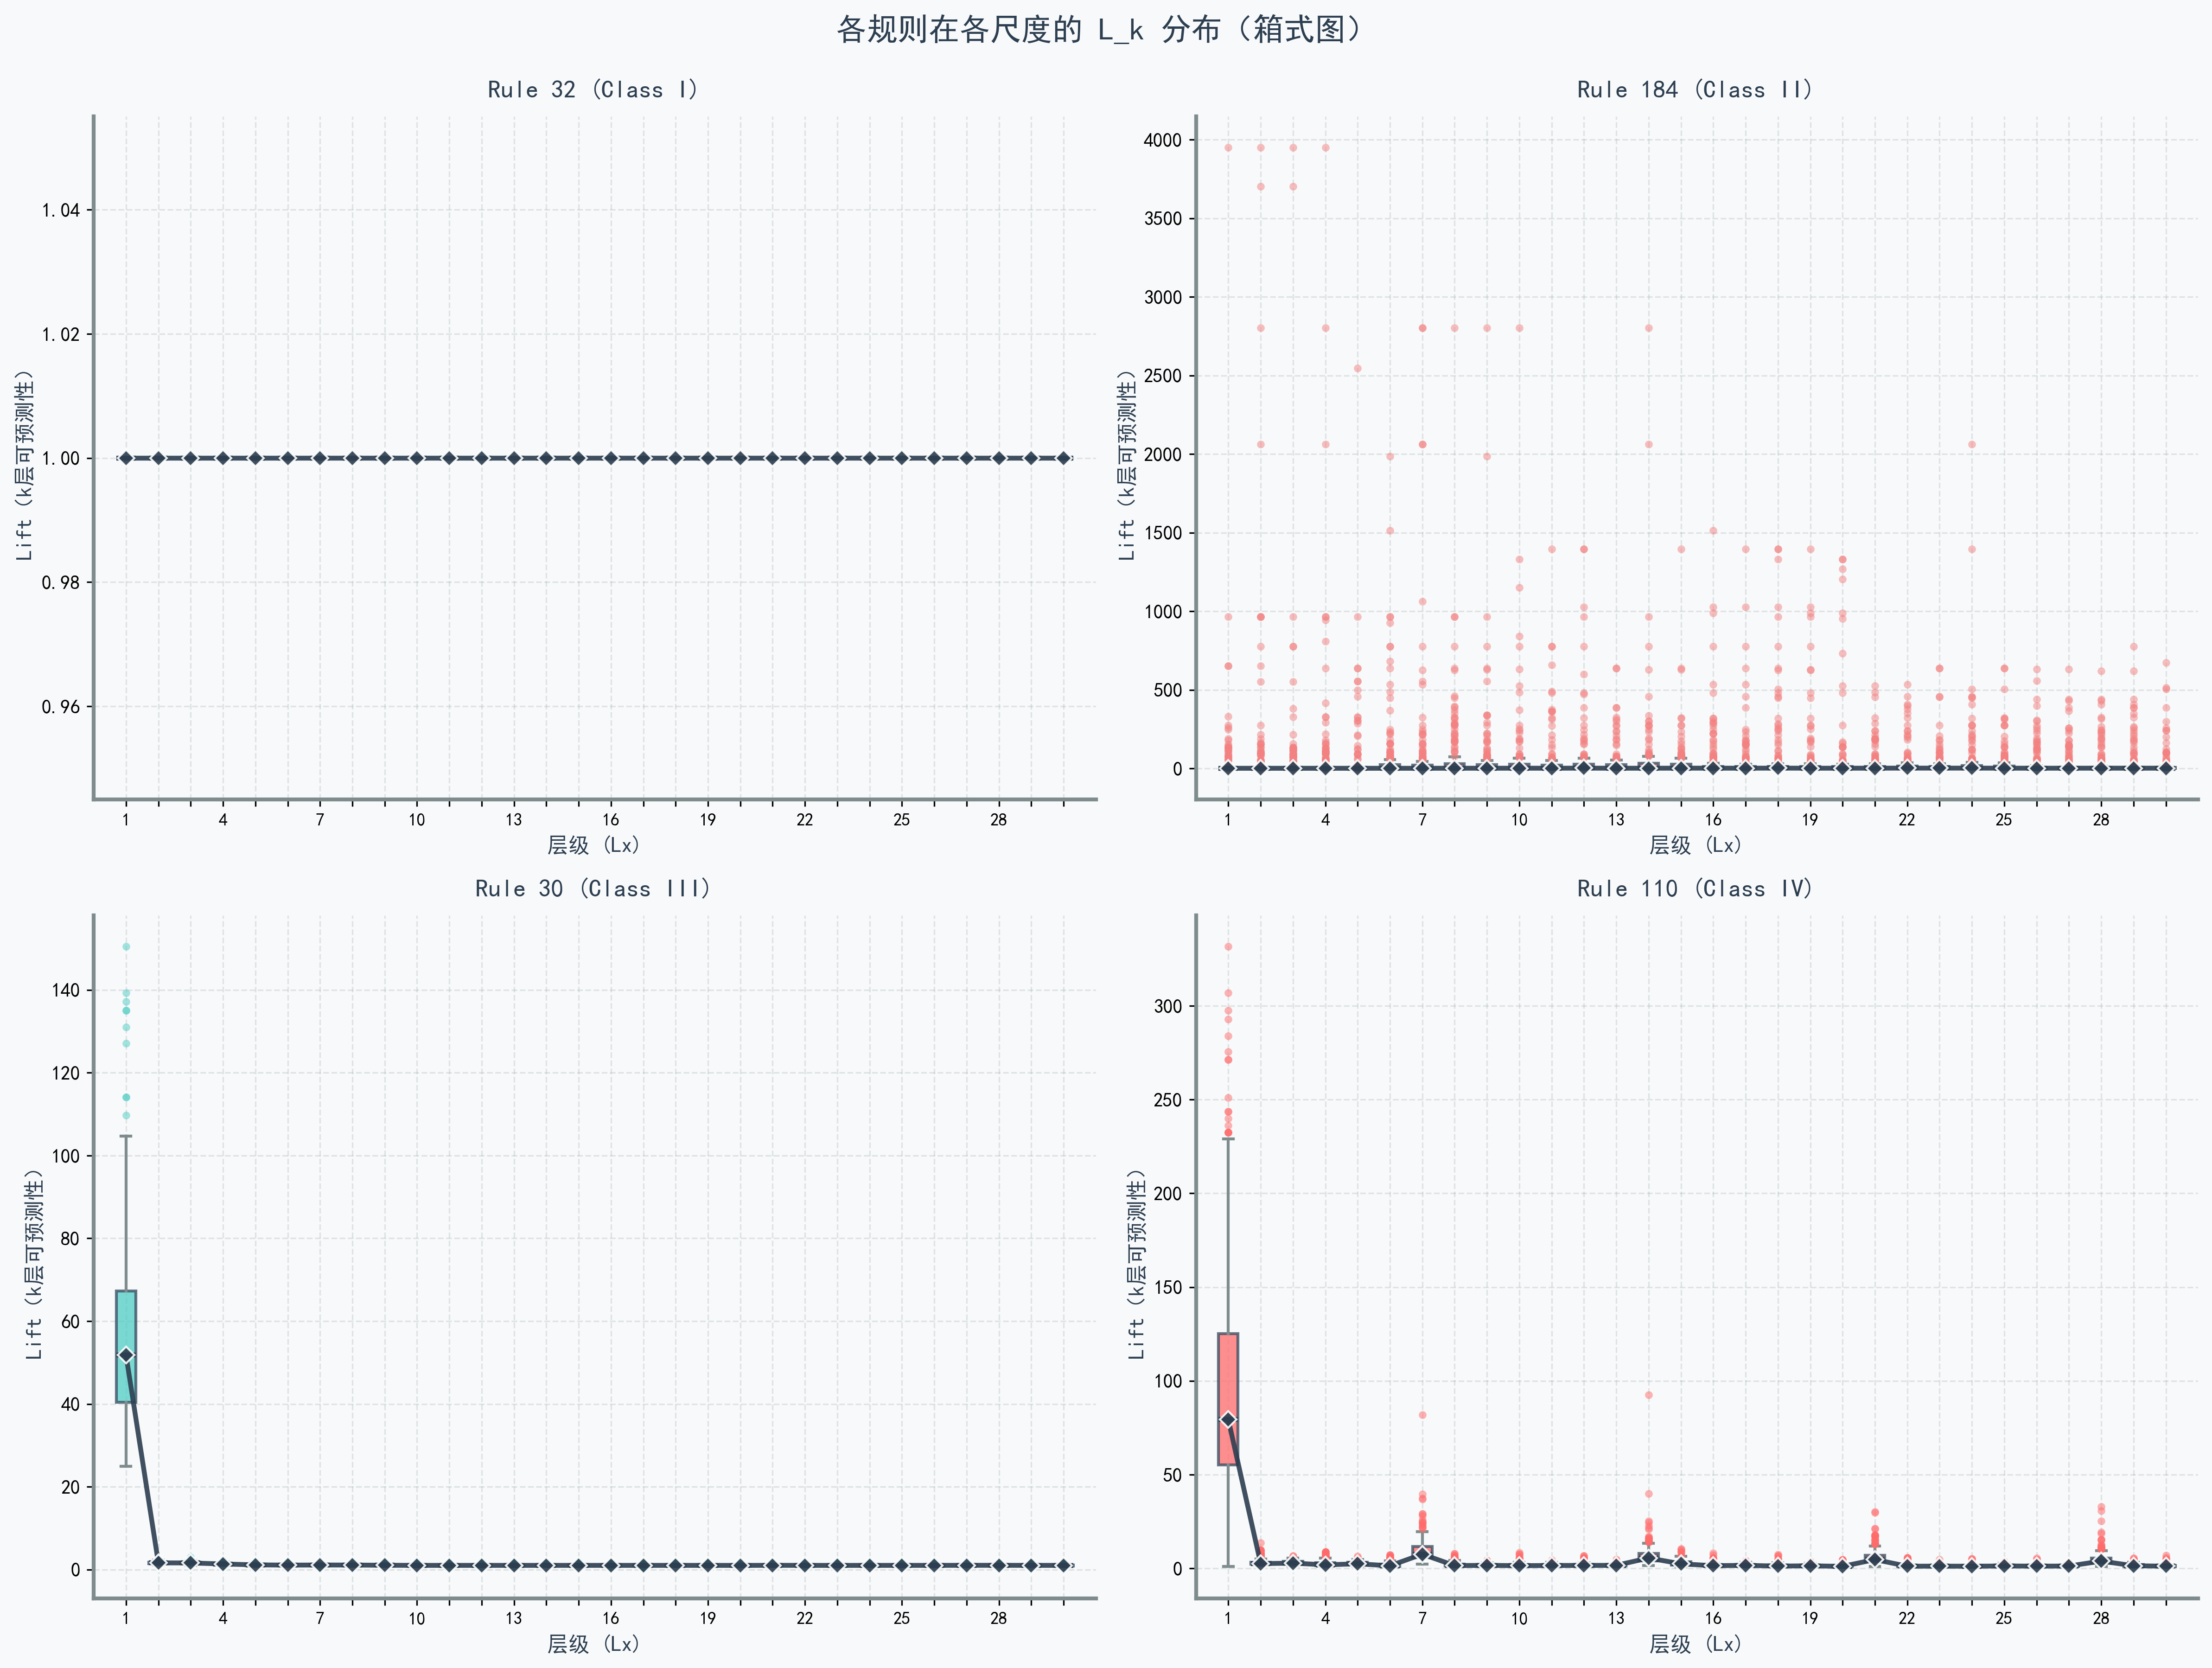 各规则在各尺度的 L_k 分布（箱式图）
Rule 32 (Class I)
Lift (k层可预测性)
1.04
1.02
1.00
0.98
0.96
1 4 7 10 13 16 19 22 25 28
层级 (Lx)
Rule 184 (Class II)
Lift (k层可预测性)
4000
3500
3000
2500
2000
1500
1000
500
0
1 4 7 10 13 16 19 22 25 28
层级 (Lx)
Rule 30 (Class III)
Lift (k层可预测性)
140
120
100
80
60
40
20
0
1 4 7 10 13 16 19 22 25 28
层级 (Lx)
Rule 110 (Class IV)
Lift (k层可预测性)
300
250
200
150
100
50
0
1 4 7 10 13 16 19 22 25 28
层级 (Lx)